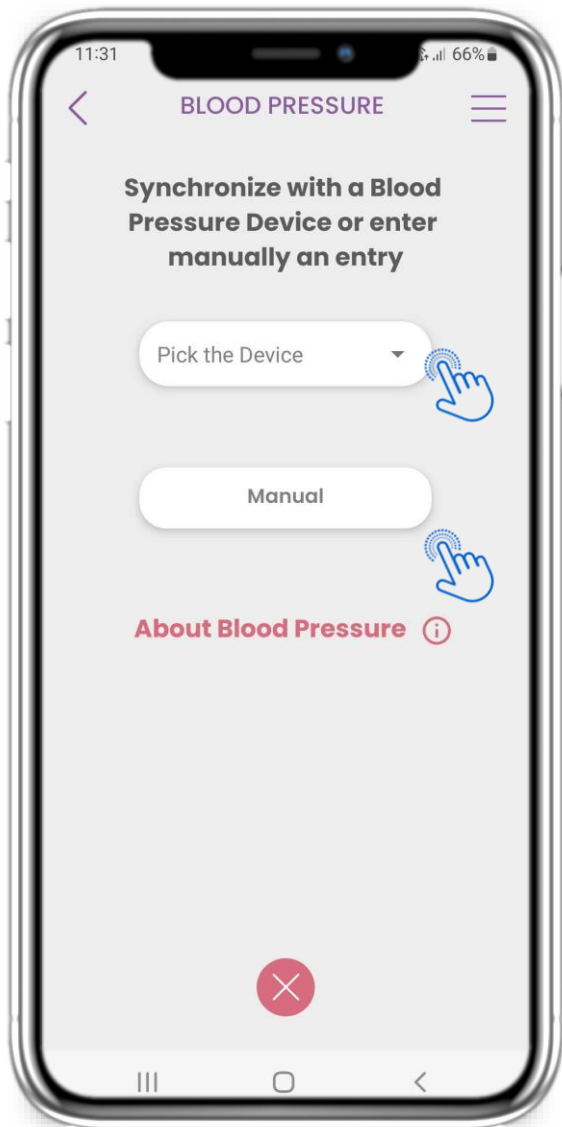 11:31
66%
BLOOD PRESSURE
Synchronize with a Blood
Pressure Device or enter
manually an entry
Pick the Device
Manual
About Blood Pressure